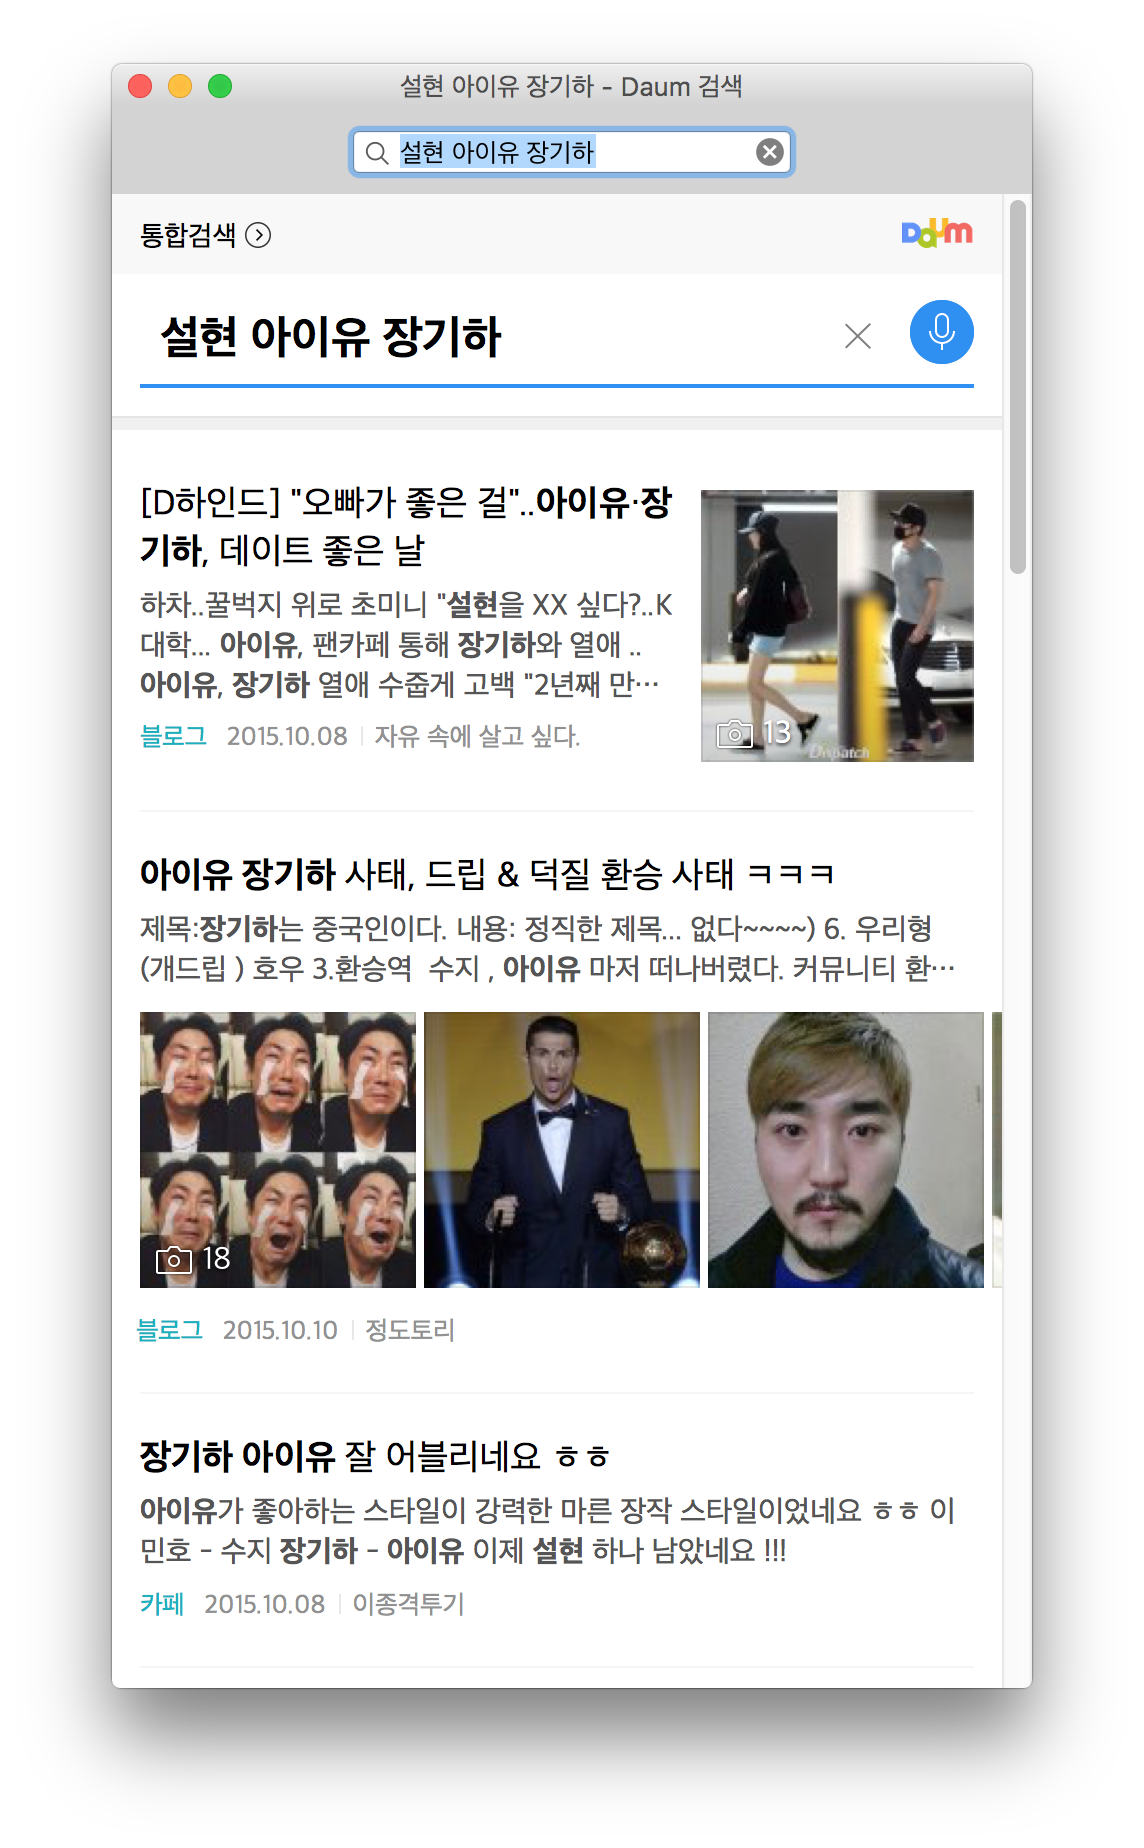 설현 아이유 장기하 - Daum 검색
설현 아이유 장기하
통합검색
Daum
설현 아이유 장기하
[D하인드] "오빠가 좋은 걸"..아이유·장
기하, 데이트 좋은 날
하차..꿀벅지 위로 초미니 "설현을 XX 싶다?..K
대학... 아이유, 팬카페 통해 장기하와 열애 ..
아이유, 장기하 열애 수줍게 고백 "2년째 만…
블로그 2015.10.08 자유 속에 살고 싶다.
13
Dispatch
아이유 장기하 사태, 드립 & 덕질 환승 사태 ㅋㅋㅋ
제목:장기하는 중국인이다. 내용: 정직한 제목... 없다~~~~) 6. 우리형
(개드립 ) 호우 3.환승역  수지 , 아이유 마저 떠나버렸다. 커뮤니티 환…
18
블로그 2015.10.10 정도토리
장기하 아이유 잘 어블리네요 ㅎㅎ
아이유가 좋아하는 스타일이 강력한 마른 장작 스타일이었네요 ㅎㅎ 이
민호 - 수지 장기하 - 아이유 이제 설현 하나 남았네요 !!!
카페 2015.10.08 이종격투기